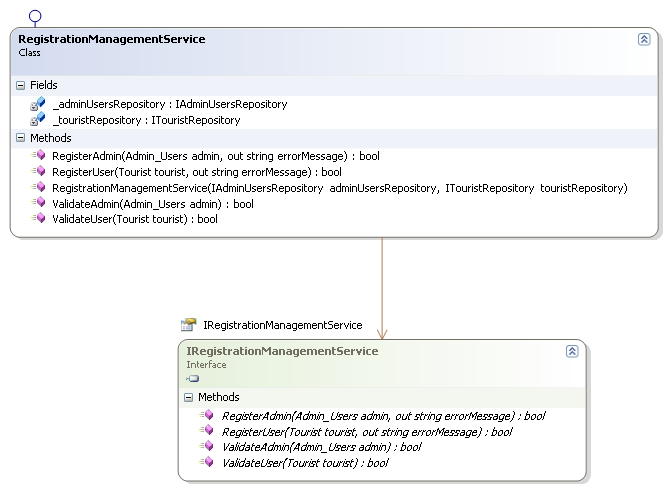 RegistrationManagementService
Class
Fields
_adminUsersRepository : IAdminUsersRepository
_touristRepository : ITouristRepository
Methods
RegisterAdmin(Admin_Users admin, out string errorMessage) : bool
RegisterUser(Tourist tourist, out string errorMessage) : bool
RegistrationManagementService(IAdminUsersRepository adminUsersRepository, ITouristRepository touristRepository)
ValidateAdmin(Admin_Users admin) : bool
ValidateUser(Tourist tourist) : bool
IRegistrationManagementService
IRegistrationManagementService
Interface
Methods
RegisterAdmin(Admin_Users admin, out string errorMessage) : bool
RegisterUser(Tourist tourist, out string errorMessage) : bool
ValidateAdmin(Admin_Users admin) : bool
ValidateUser(Tourist tourist) : bool